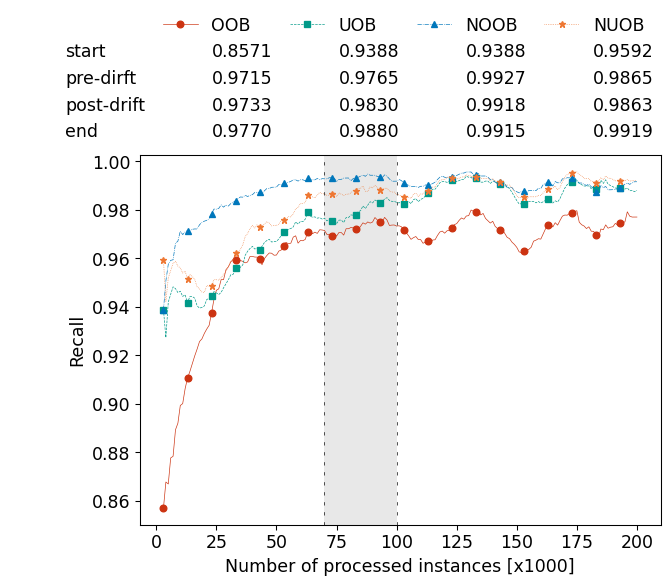 OOB UOB NOOB NUOB
start 0.8571 0.9388 0.9388 0.9592
pre-dirft 0.9715 0.9765 0.9927 0.9865
post-drift 0.9733 0.9830 0.9918 0.9863
end 0.9770 0.9880 0.9915 0.9919
1.00
0.98
0.96
0.94
0.92
0.90
0.88
0.86
Recall
0 25 50 75 100 125 150 175 200
Number of processed instances [x1000]